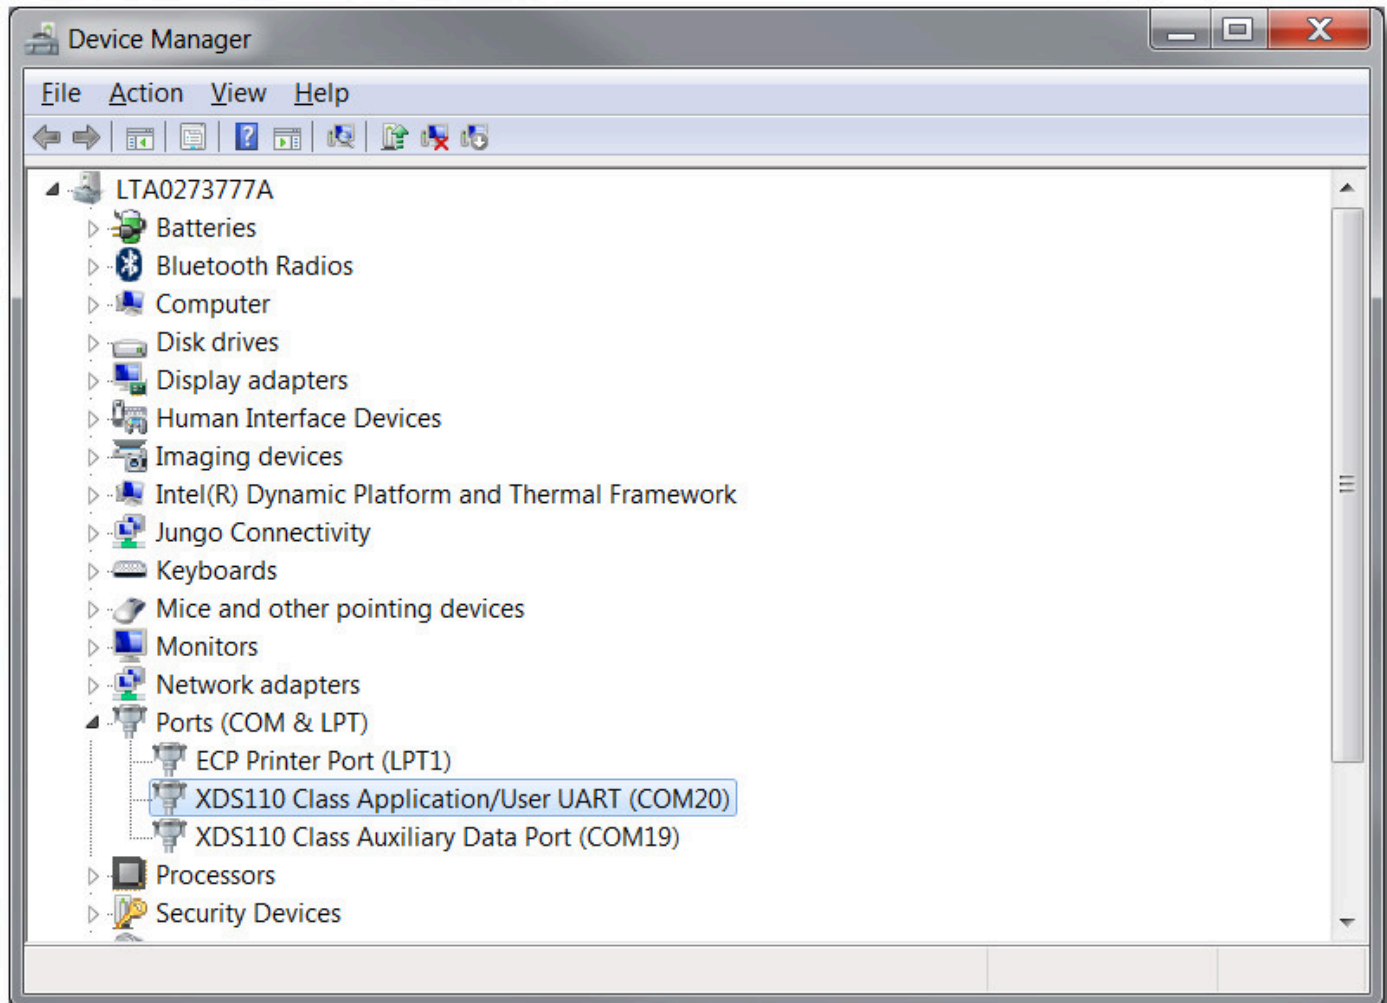 Device Manager
File Action View Help
LTA0273777A
Batteries
Bluetooth Radios
Computer
Disk drives
Display adapters
Human Interface Devices
Imaging devices
Intel(R) Dynamic Platform and Thermal Framework
Jungo Connectivity
Keyboards
Mice and other pointing devices
Monitors
Network adapters
Ports (COM & LPT)
ECP Printer Port (LPT1)
XDS110 Class Application/User UART (COM20)
XDS110 Class Auxiliary Data Port (COM19)
Processors
Security Devices